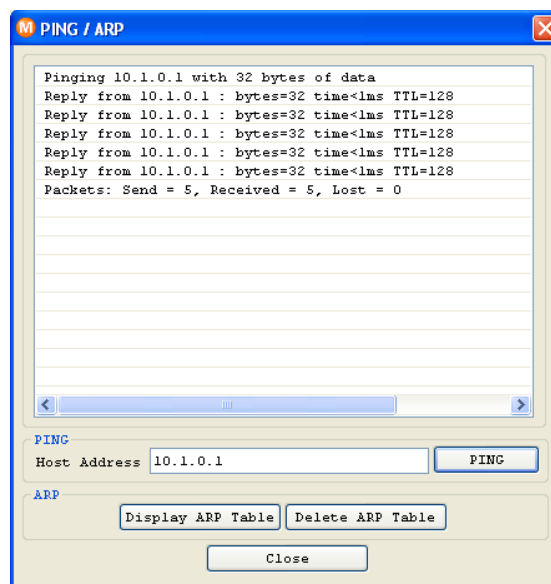 M PING / ARP
Pinging 10.1.0.1 with 32 bytes of data
Reply from 10.1.0.1 : bytes=32 time<1ms TTL=128
Reply from 10.1.0.1 : bytes=32 time<1ms TTL=128
Reply from 10.1.0.1 : bytes=32 time<1ms TTL=128
Reply from 10.1.0.1 : bytes=32 time<1ms TTL=128
Reply from 10.1.0.1 : bytes=32 time<1ms TTL=128
Packets: Send = 5, Received = 5, Lost = 0
PING
Host Address 10.1.0.1 PING
ARP
Display ARP Table Delete ARP Table
Close